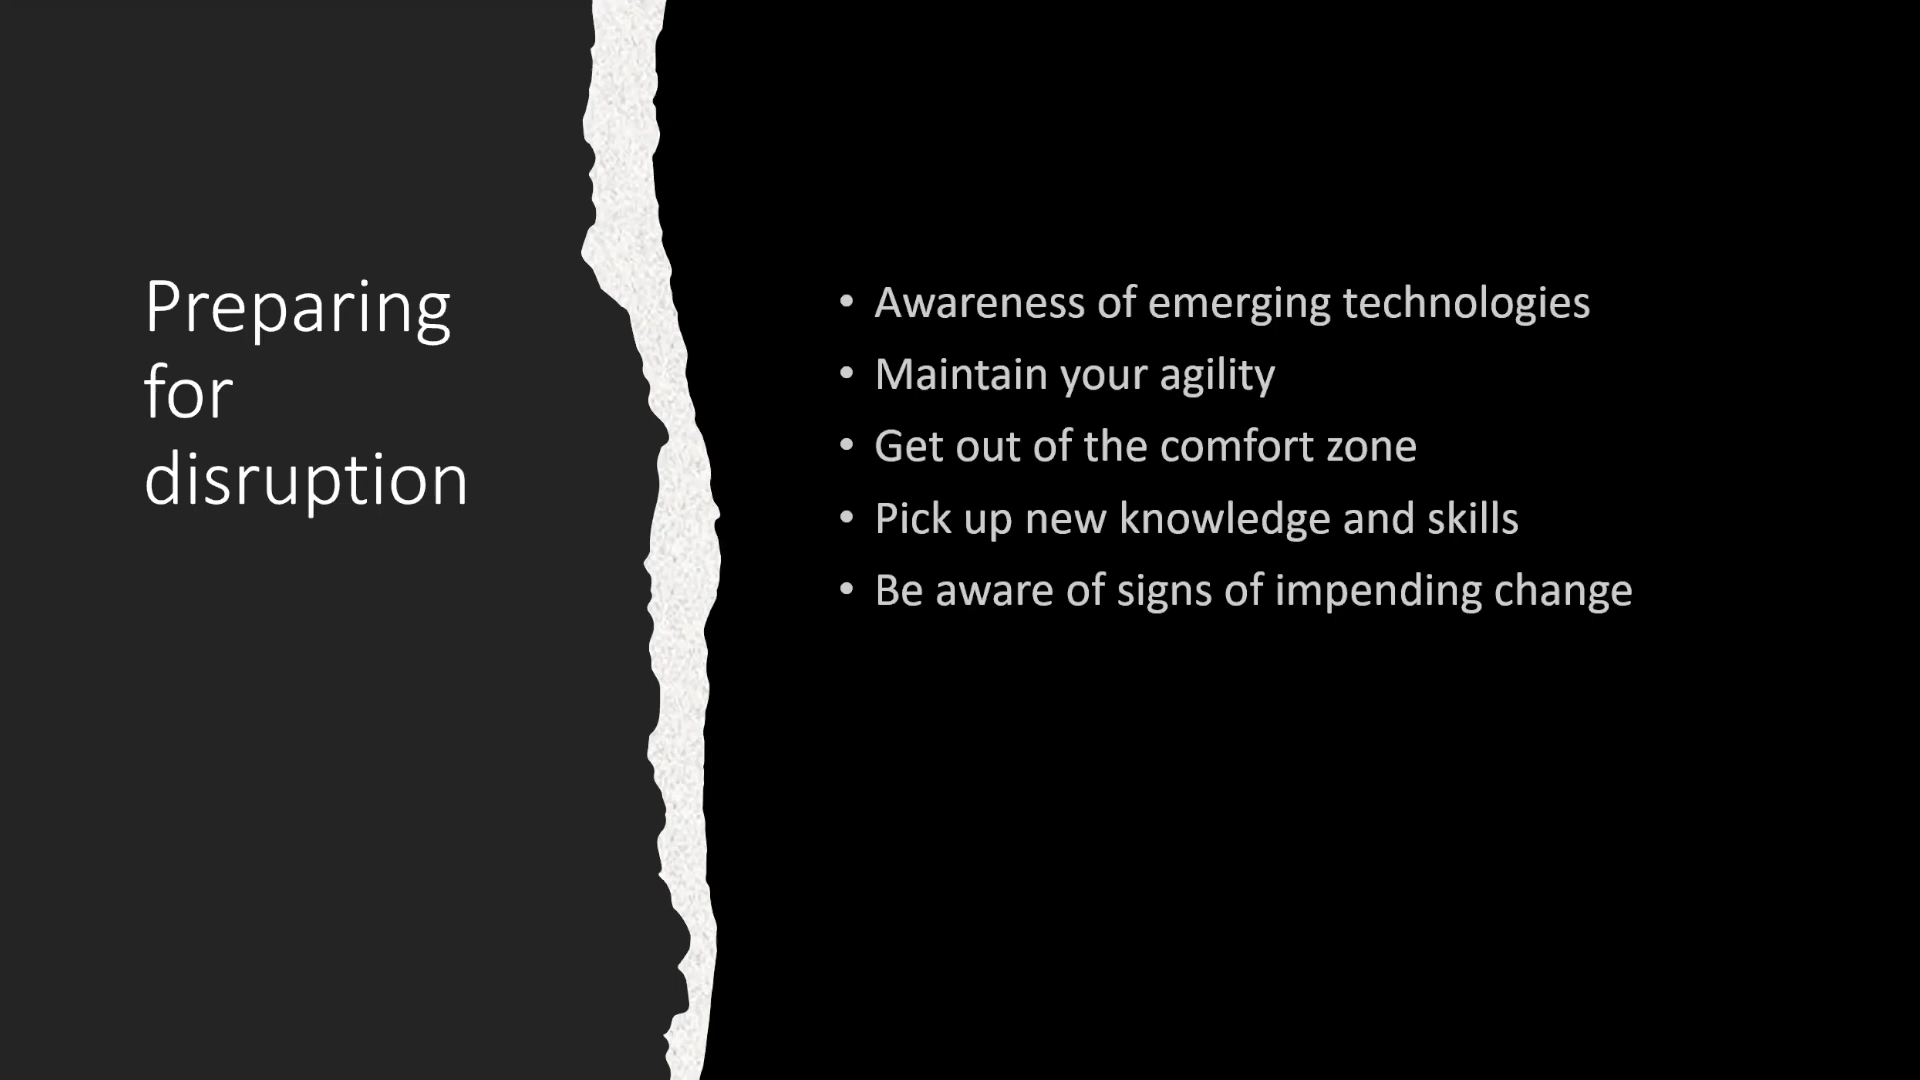 Preparing
for
disruption
• Awareness of emerging technologies
• Maintain your agility
• Get out of the comfort zone
• Pick up new knowledge and skills
• Be aware of signs of impending change